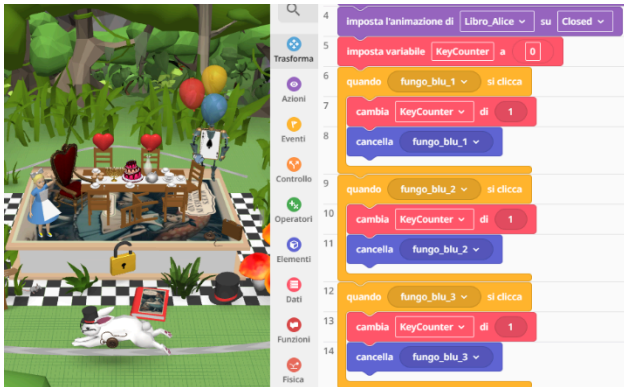 4 imposta l'animazione di Libro_Alice su Closed
5 imposta variabile KeyCounter a 0
6 quando fungo_blu_1 si clicca
7 cambia KeyCounter di 1
8 cancella fungo_blu_1
9 quando fungo_blu_2 si clicca
10 cambia KeyCounter di 1
11 cancella fungo_blu_2
12 quando fungo_blu_3 si clicca
13 cambia KeyCounter di 1
14 cancella fungo_blu_3
Trasforma
Azioni
Eventi
Controllo
Operatori
Elementi
Dati
Funzioni
Fisica